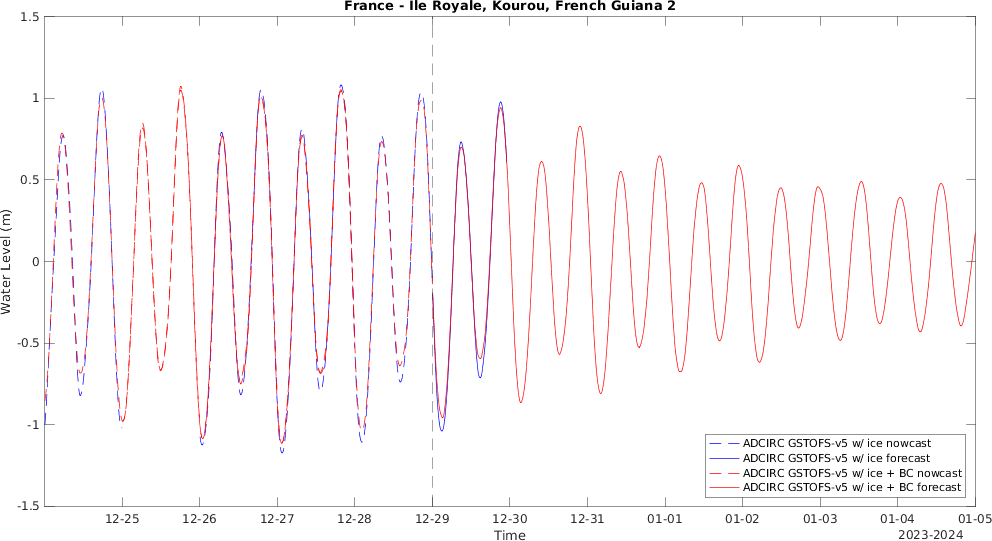 France - Ile Royale, Kourou, French Guiana 2
1.5
1
0.5
0
-0.5
-1
-1.5
Water Level (m)
ADCIRC GSTOFS-v5 w/ ice nowcast
ADCIRC GSTOFS-v5 w/ ice forecast
ADCIRC GSTOFS-v5 w/ ice + BC nowcast
ADCIRC GSTOFS-v5 w/ ice + BC forecast
12-25 12-26 12-27 12-28 12-29 12-30 12-31 01-01 01-02 01-03 01-04 01-05
Time
2023-2024